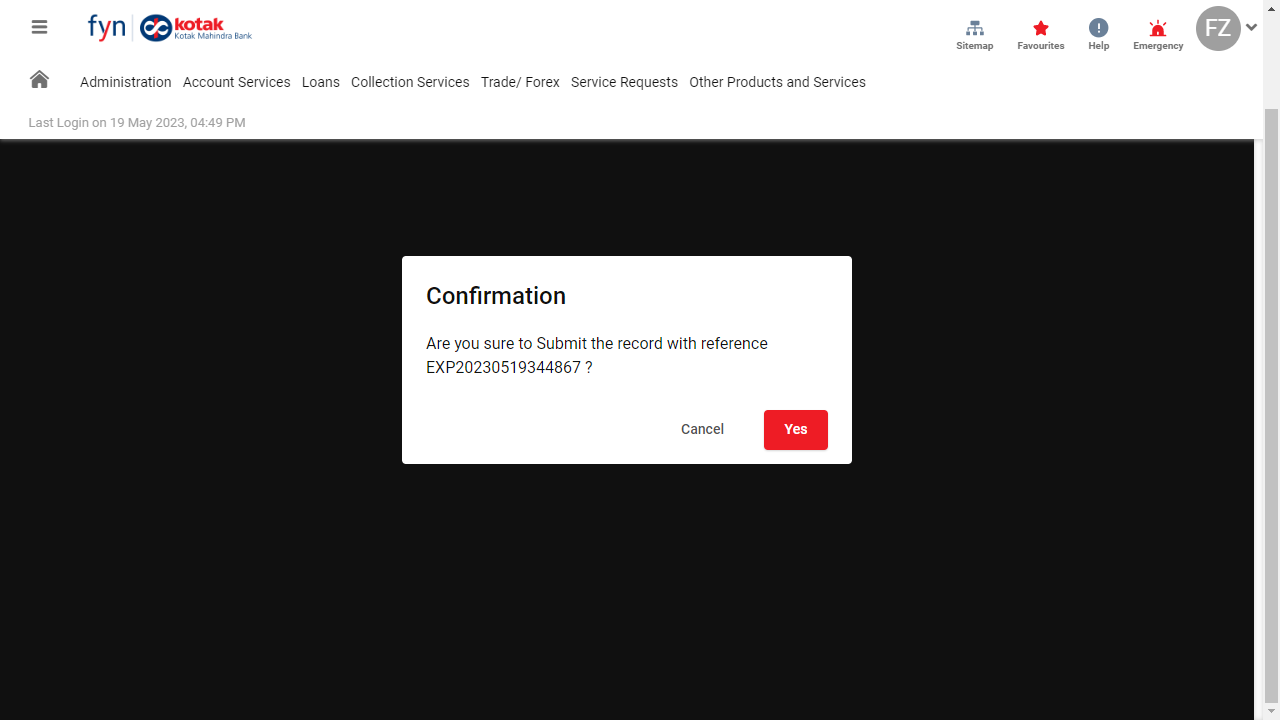 fyn kotak
Kotak Mahindra Bank
Sitemap Favourites Help Emergency
FZ
Administration Account Services Loans Collection Services Trade/ Forex Service Requests Other Products and Services
Last Login on 19 May 2023, 04:49 PM
Confirmation
Are you sure to Submit the record with reference
EXP20230519344867 ?
Cancel Yes